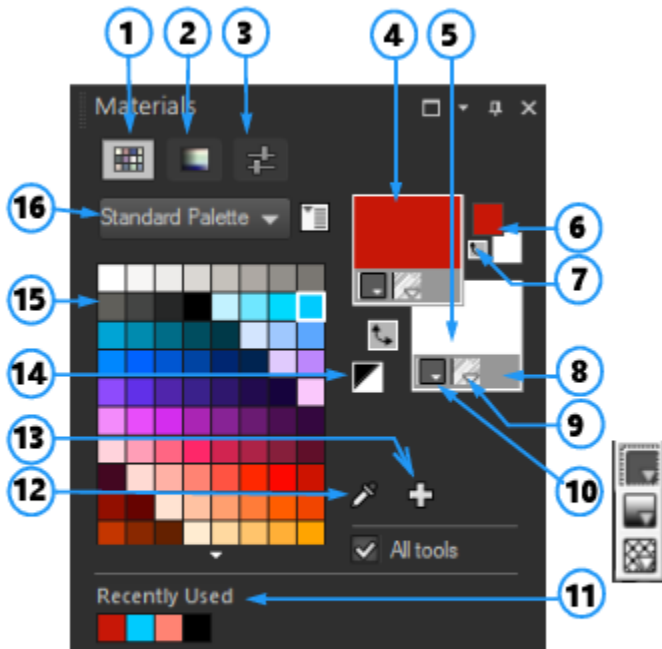 1 2 3 4 5
Materials
16 Standard Palette 6
7
15
14 8
9
13
12 10
All tools
Recently Used 11